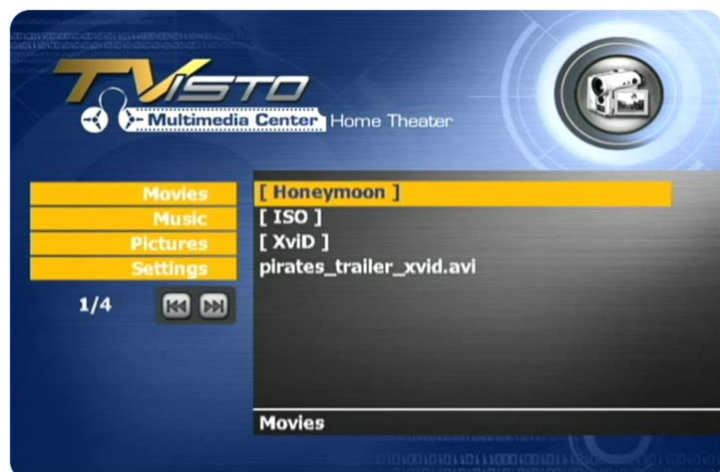 TVISTO
Multimedia Center Home Theater
Movies
Music
Pictures
Settings
1/4
[ Honeymoon ]
[ ISO ]
[ XviD ]
pirates_trailer_xvid.avi
Movies